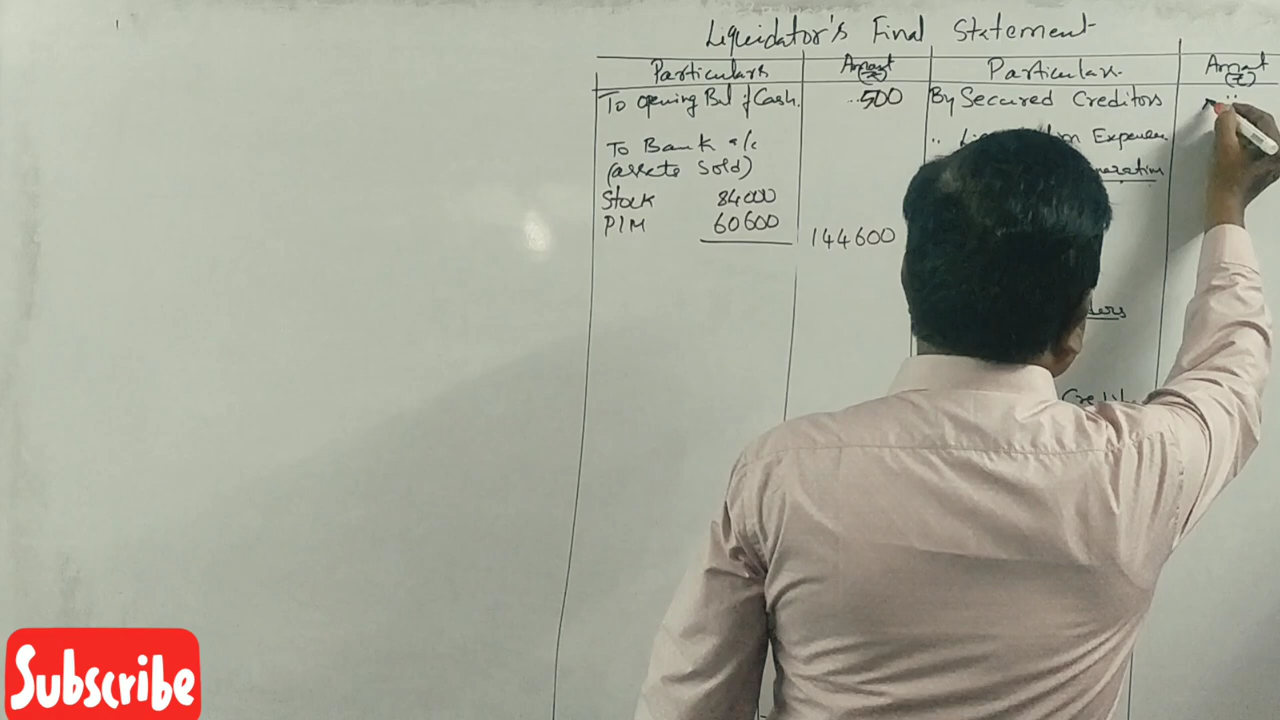 Liquidator's Final Statement
Particulars Amount (₹) Particulars Amount (₹)
To opening Bal of Cash. 500 By Secured Creditors
" Expenses
To Bank a/c
(assets Sold)
Stock 84000
P/M 60600 144600
Subscribe